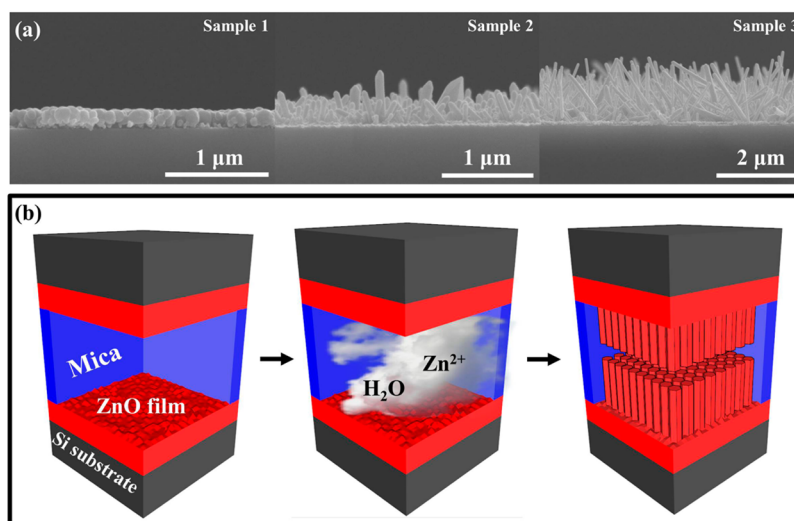 (a)
Sample 1
Sample 2
Sample 3
1 μm
1 μm
2 μm
(b)
Mica
ZnO film
Si substrate
Zn²⁺
H₂O